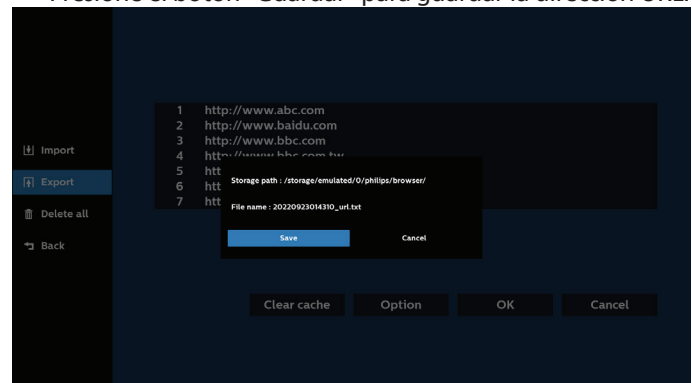 Presione el botón "Guardar" para guardar la dirección URL.
Import
Export
Delete all
Back
1 http://www.abc.com
2 http://www.baidu.com
3 http://www.bbc.com
4 http://www.bbc.com.tw
5 htt
6 htt
7 htt
Storage path : /storage/emulated/0/philips/browser/
File name : 20220923014310_url.txt
Save
Cancel
Clear cache
Option
OK
Cancel